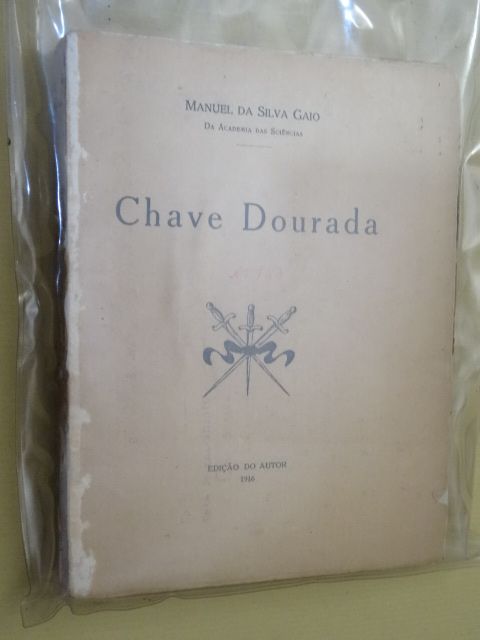 Manuel da Silva Gaio
Da Academia das Sciências
Chave Dourada
EDIÇÃO DO AUTOR
1916